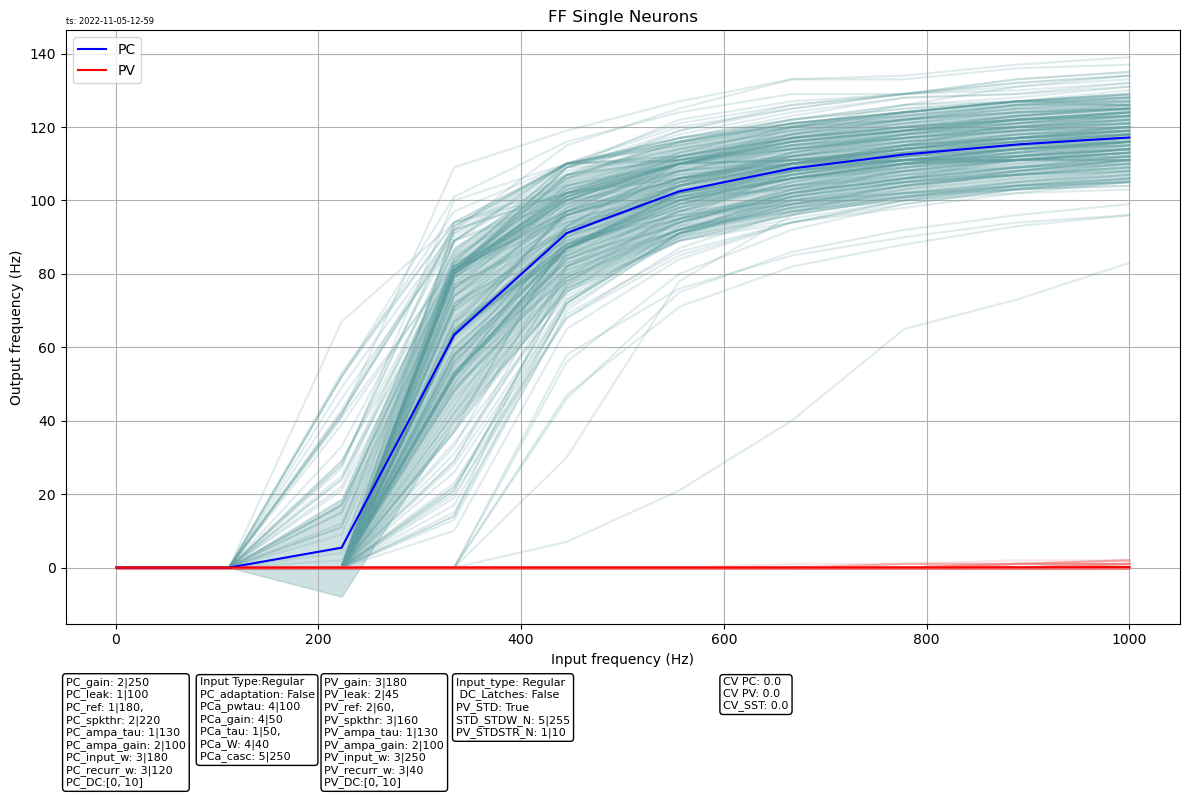 ts: 2022-11-05-12-59
FF Single Neurons
PC
PV
140
120
100
80
60
40
20
0
Output frequency (Hz)
0 200 400 600 800 1000
Input frequency (Hz)
PC_gain: 2|250
PC_leak: 1|100
PC_ref: 1|180,
PC_spkthr: 2|220
PC_ampa_tau: 1|130
PC_ampa_gain: 2|100
PC_input_w: 3|180
PC_recurr_w: 3|120
PC_DC:[0, 10]
Input Type:Regular
PC_adaptation: False
PCa_pwtau: 4|100
PCa_gain: 4|50
PCa_tau: 1|50,
PCa_W: 4|40
PCa_casc: 5|250
PV_gain: 3|180
PV_leak: 2|45
PV_ref: 2|60,
PV_spkthr: 3|160
PV_ampa_tau: 1|130
PV_ampa_gain: 2|100
PV_input_w: 3|250
PV_recurr_w: 3|40
PV_DC:[0, 10]
Input_type: Regular
DC_Latches: False
PV_STD: True
STD_STDW_N: 5|255
PV_STDSTR_N: 1|10
CV PC: 0.0
CV PV: 0.0
CV_SST: 0.0